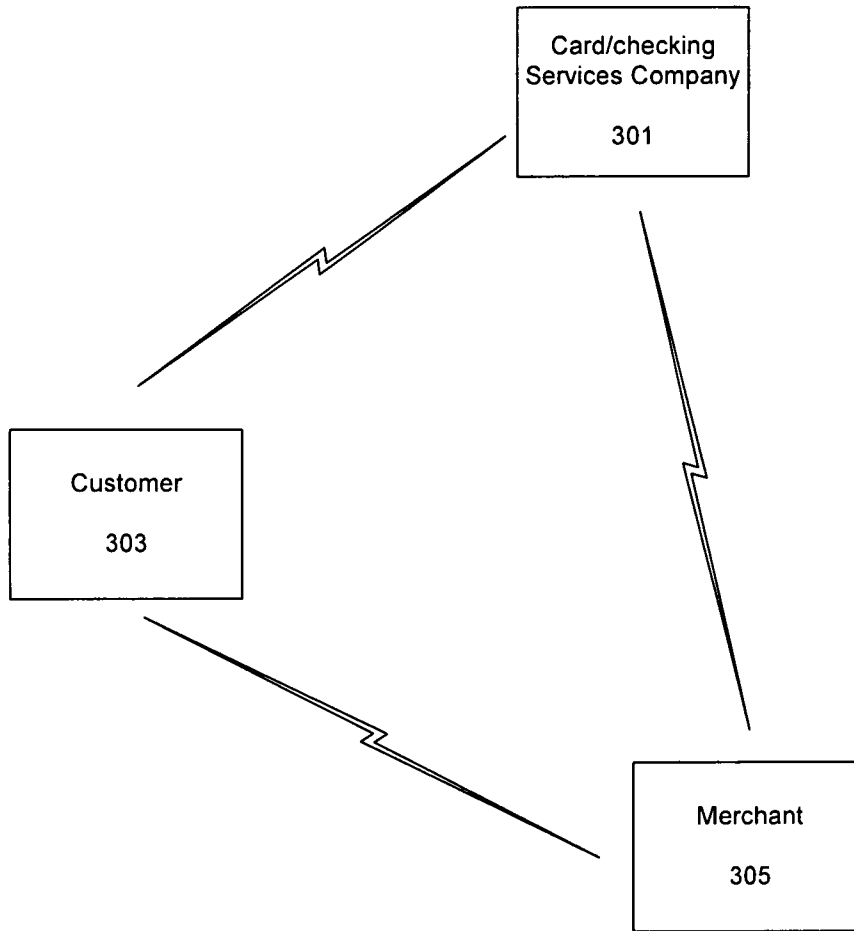 Card/checking
Services Company
301
Customer
303
Merchant
305